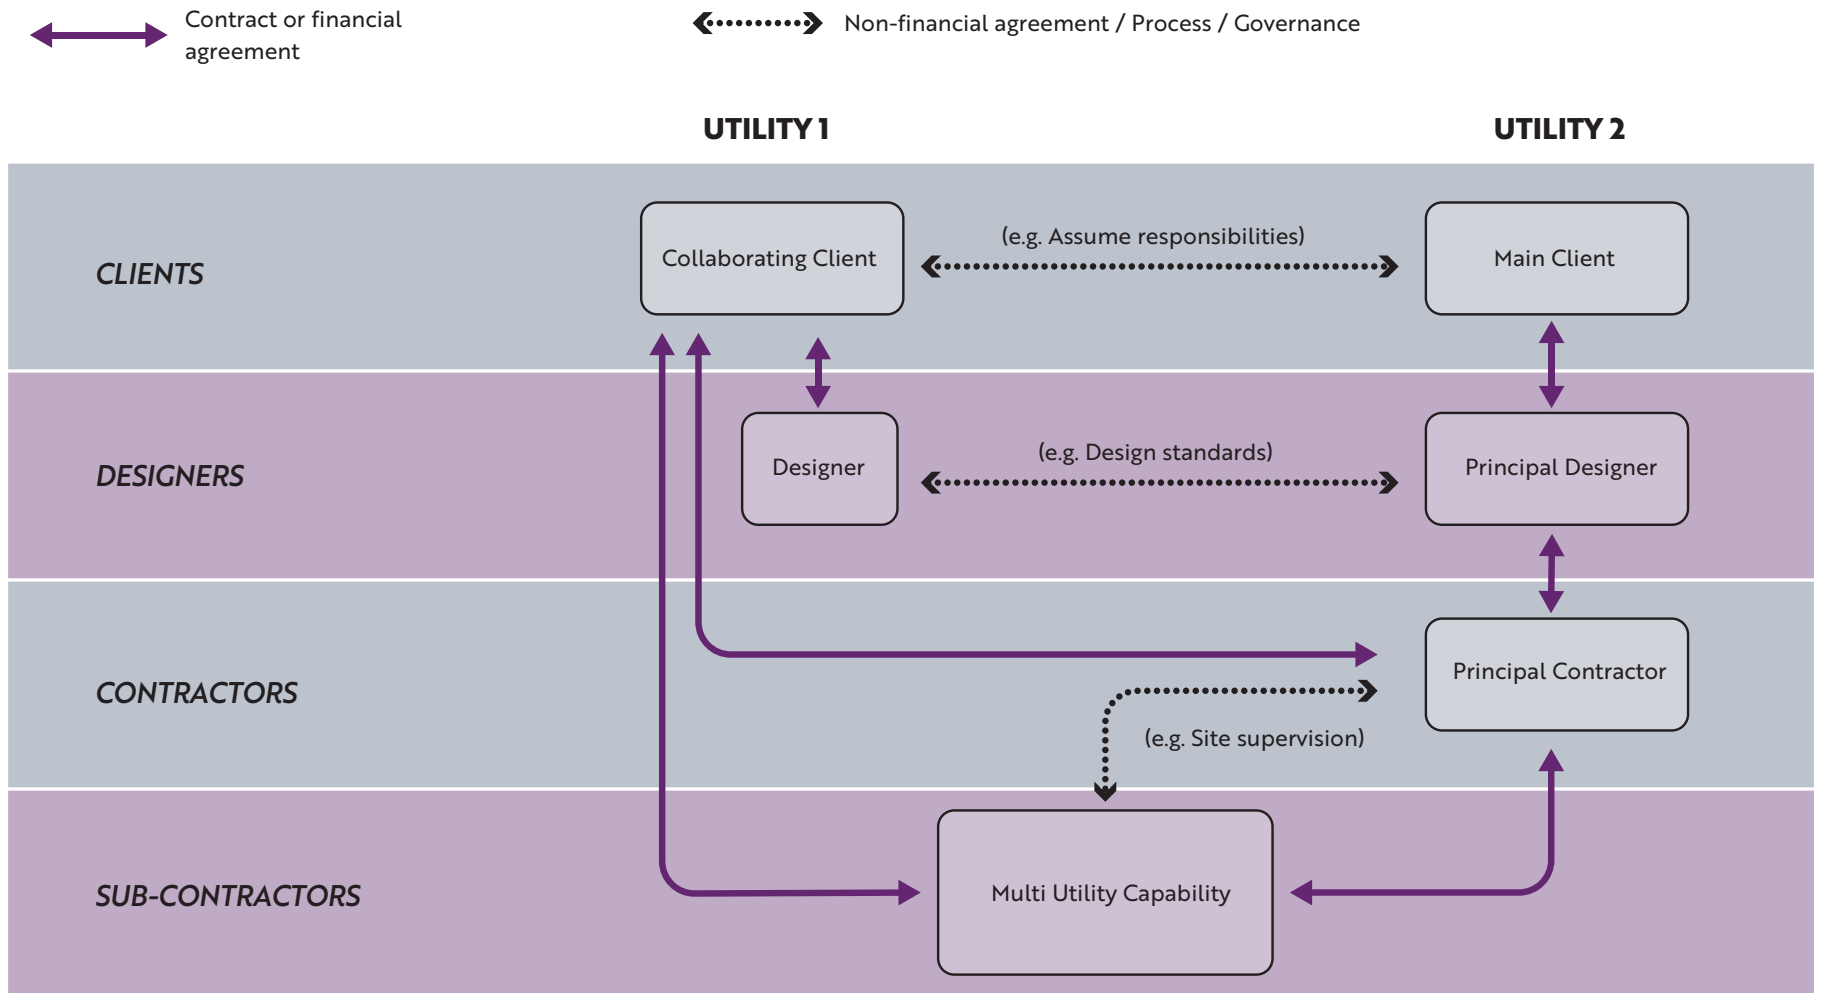 Contract or financial
agreement
Non-financial agreement / Process / Governance
UTILITY 1
UTILITY 2
CLIENTS
Collaborating Client
(e.g. Assume responsibilities)
Main Client
DESIGNERS
Designer
(e.g. Design standards)
Principal Designer
CONTRACTORS
Principal Contractor
(e.g. Site supervision)
SUB-CONTRACTORS
Multi Utility Capability